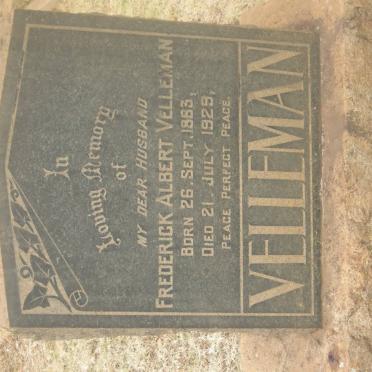 In
Loving Memory
of
MY DEAR HUSBAND
FREDERICK ALBERT VELLEMAN
BORN 26. SEPT. 1883,
DIED 21. JULY 1929,
PEACE PERFECT PEACE.
VELLEMAN